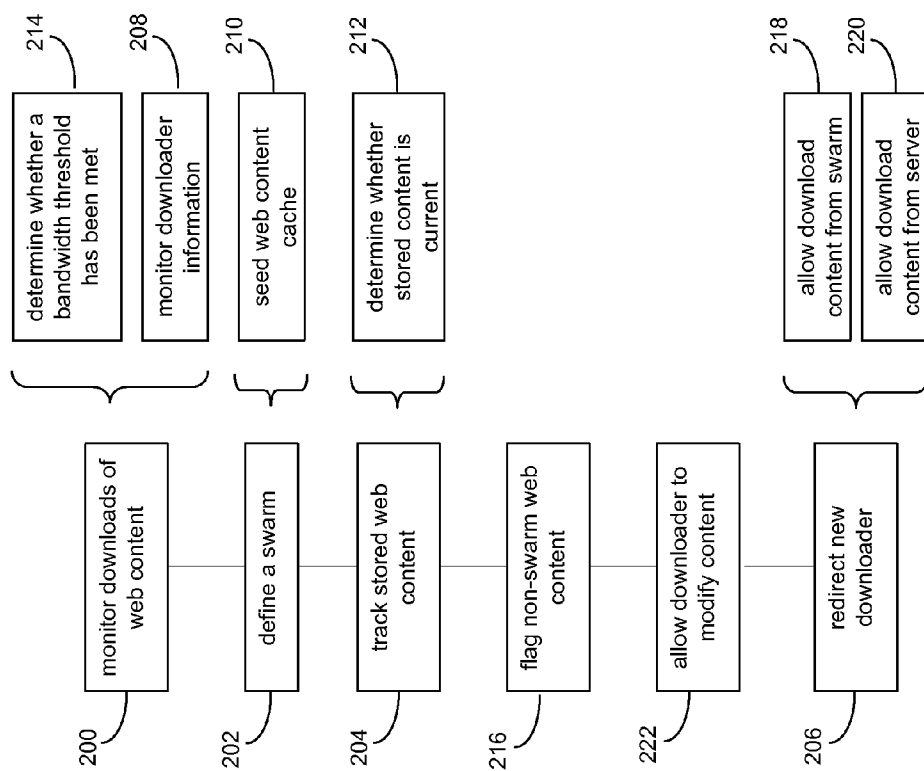 200
monitor downloads of
web content
determine whether a
bandwidth threshold
has been met
214
monitor downloader
information
208
202
define a swarm
seed web content
cache
210
204
track stored web
content
determine whether
stored content is
current
212
216
flag non-swarm web
content
222
allow downloader to
modify content
206
redirect new
downloader
allow download
content from swarm
218
allow download
content from server
220